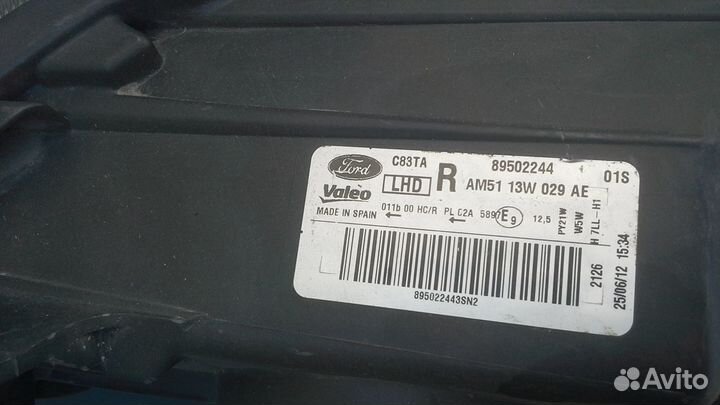 Ford
C83TA
89502244
01S
LHD
R
AM51 13W 029 AE
Valeo
011b 00 HC/R
PL C2A
5897
E9
12,5
MADE IN SPAIN
PY21W
W5W
H 7LL-H1
2126
25/06/12 15:34
895022443SN2
Avito